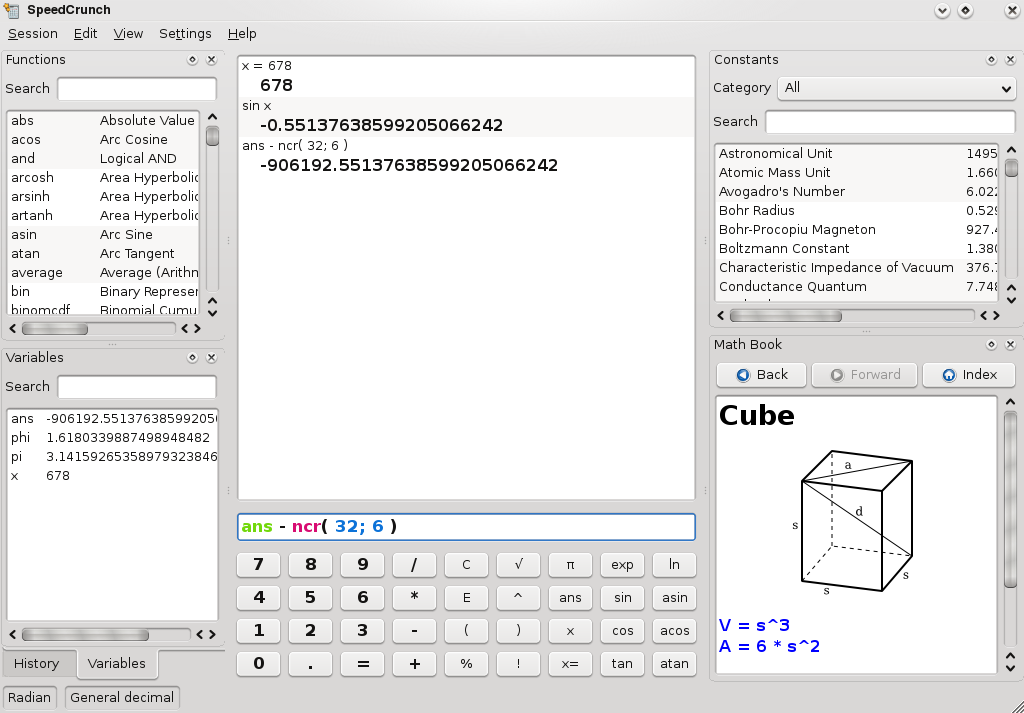 SpeedCrunch
Session Edit View Settings Help
Functions
Search
abs Absolute Value
acos Arc Cosine
and Logical AND
arcosh Area Hyperbolic
arsinh Area Hyperbolic
artanh Area Hyperbolic
asin Arc Sine
atan Arc Tangent
average Average (Arithm
bin Binary Represen
binomcdf Binomial Cumu
Variables
Search
ans -906192.551376385992050
phi 1.6180339887498948482
pi 3.14159265358979323846
x 678
History Variables
Radian General decimal
x = 678
678
sin x
-0.55137638599205066242
ans - ncr( 32; 6 )
-906192.55137638599205066242
ans - ncr( 32; 6 )
7 8 9 / C √ π exp ln
4 5 6 * E ^ ans sin asin
1 2 3 - ( ) x cos acos
0 . = + % ! x= tan atan
Constants
Category All
Search
Astronomical Unit 1495
Atomic Mass Unit 1.660
Avogadro's Number 6.022
Bohr Radius 0.529
Bohr-Procopiu Magneton 927.4
Boltzmann Constant 1.380
Characteristic Impedance of Vacuum 376.7
Conductance Quantum 7.748
Math Book
Back Forward Index
Cube
a
d
s
s
s
V = s^3
A = 6 * s^2